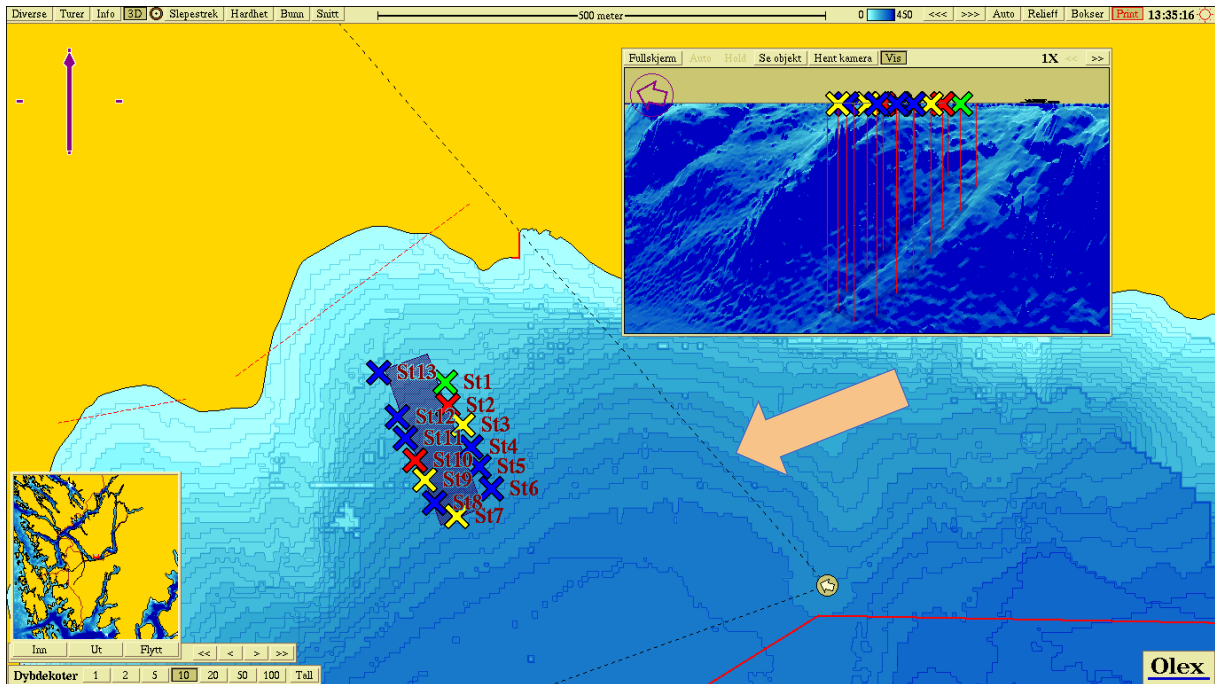 Diverse Turer Info 3D Slepestrek Hardhet Bunn Snitt 500 meter 0 450 <<< >>> Auto Relieff Bokser Print 13:35:16
Fullskjerm Auto Hold Se objekt Hent kamera Vis 1X << >>
St13 St1
St2
St3
St12
St11 St4
St10 St5
St9
St6
St8
St7
Inn Ut Flytt << < > >>
Dybdekoter 1 2 5 10 20 50 100 Tall
Olex